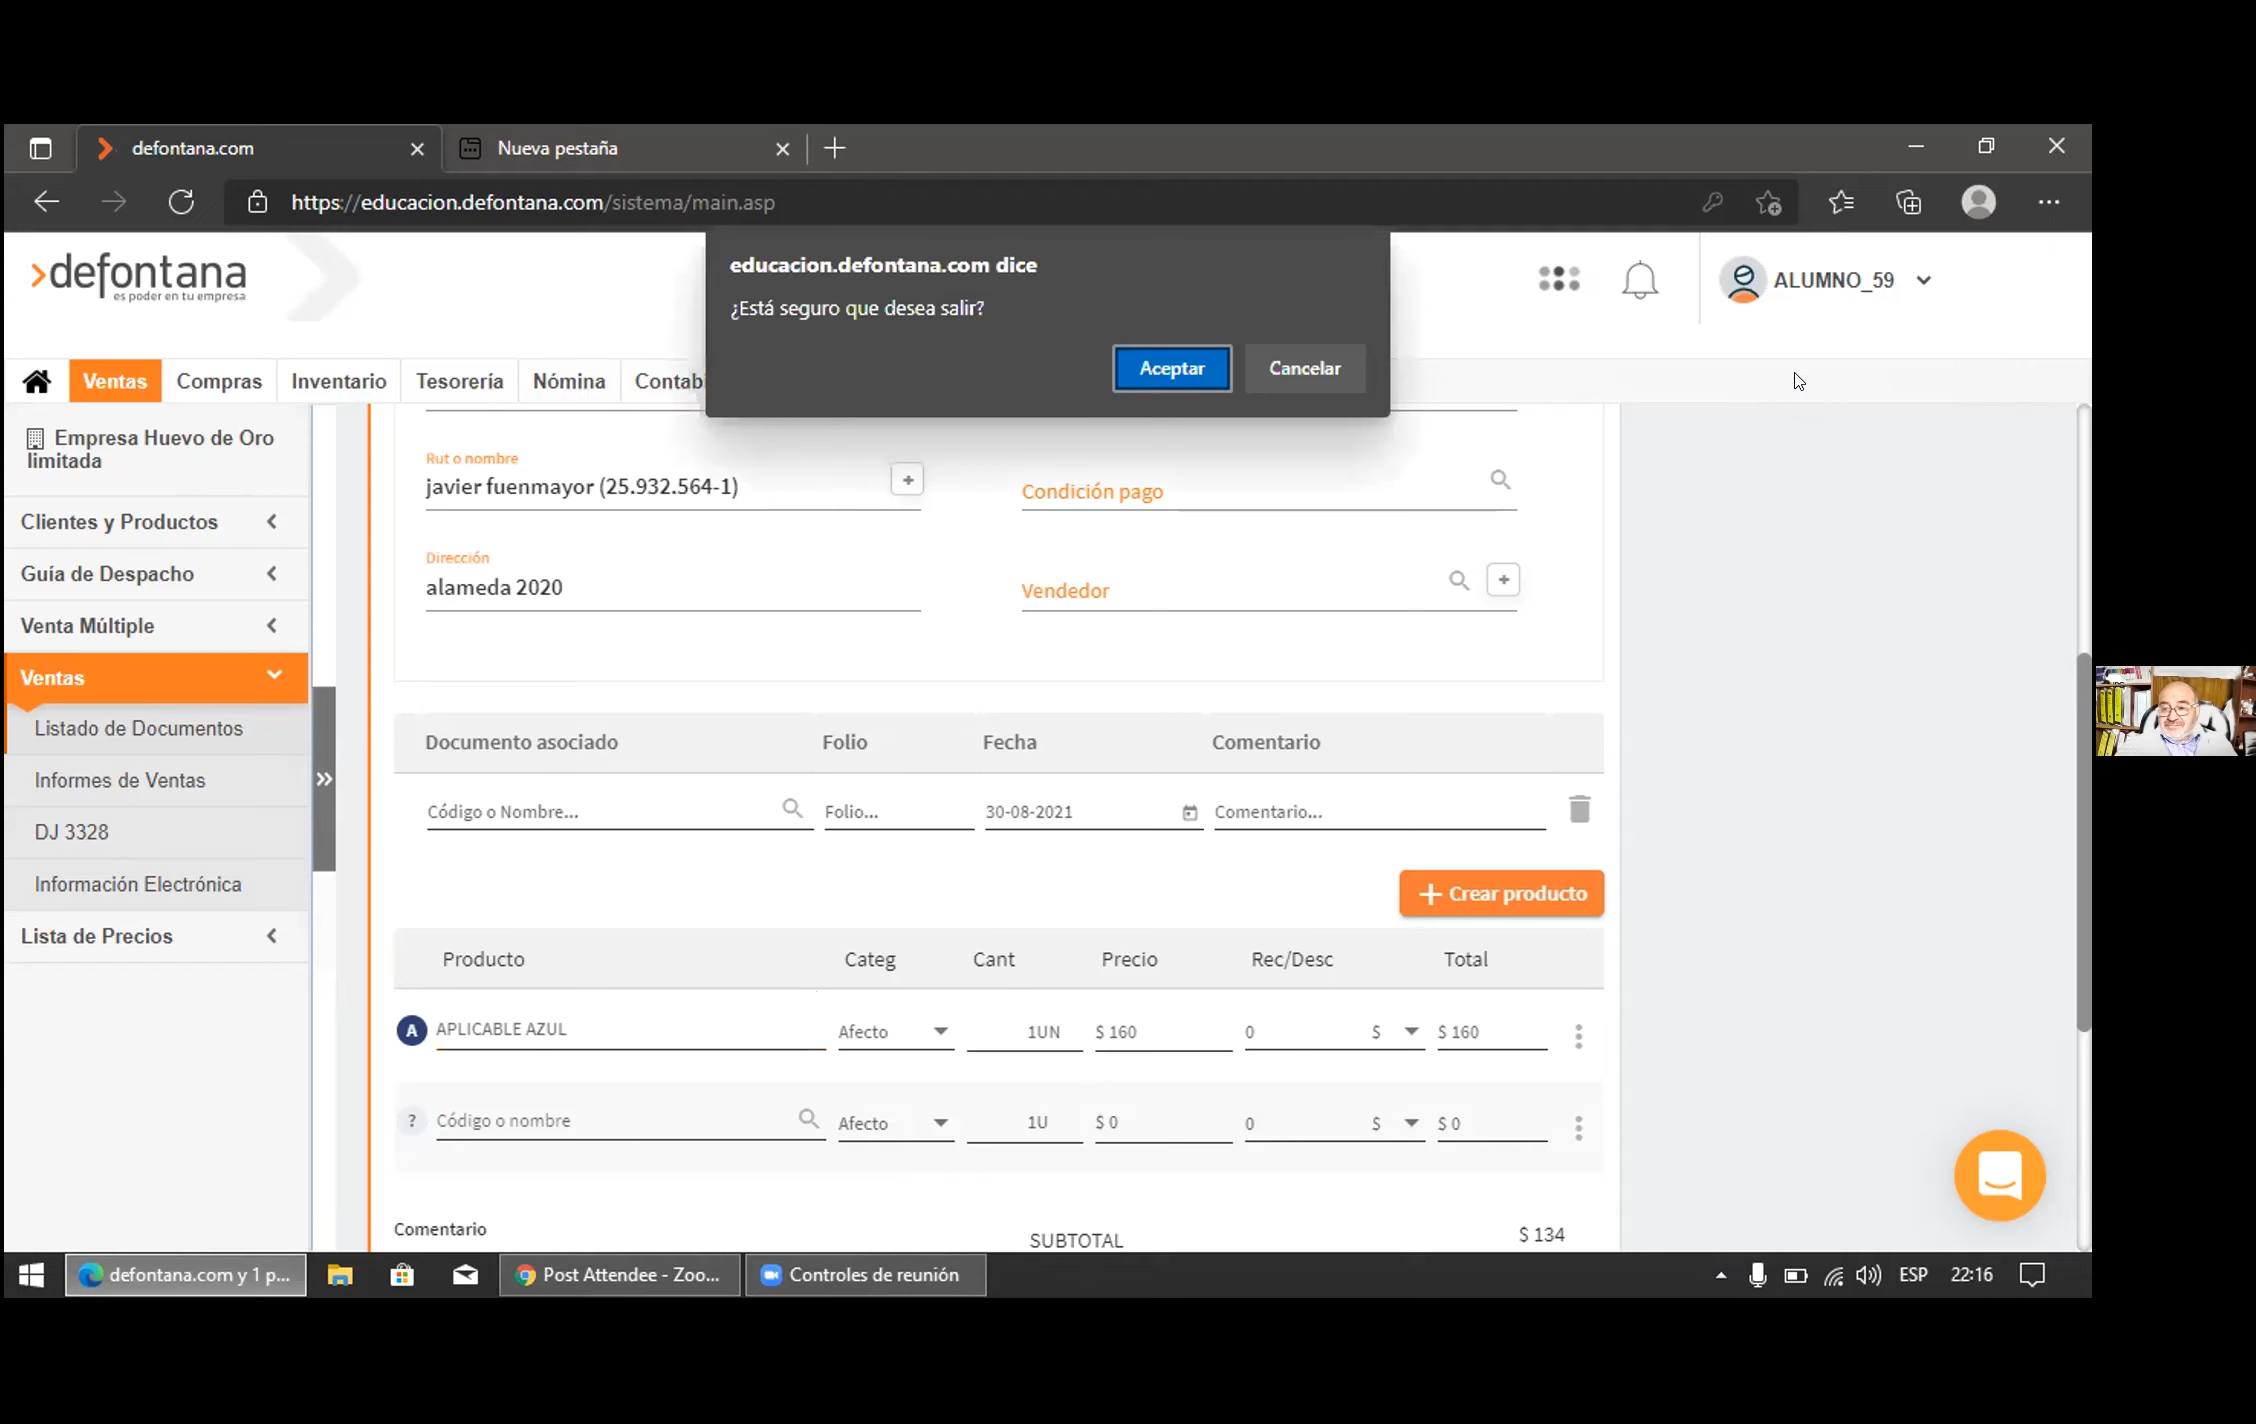 defontana.com
Nueva pestaña
https://educacion.defontana.com/sistema/main.asp
defontana
es poder en tu empresa
educacion.defontana.com dice
¿Está seguro que desea salir?
Aceptar
Cancelar
ALUMNO_59
Ventas
Compras
Inventario
Tesorería
Nómina
Contabi
Empresa Huevo de Oro
limitada
Clientes y Productos
Guía de Despacho
Venta Múltiple
Ventas
Listado de Documentos
Informes de Ventas
DJ 3328
Información Electrónica
Lista de Precios
Rut o nombre
javier fuenmayor (25.932.564-1)
Condición pago
Dirección
alameda 2020
Vendedor
Documento asociado Folio Fecha Comentario
Código o Nombre... Folio... 30-08-2021 Comentario...
Crear producto
Producto Categ Cant Precio Rec/Desc Total
A APLICABLE AZUL Afecto 1UN $ 160 0 $ $ 160
? Código o nombre Afecto 1U $ 0 0 $ $ 0
Comentario
SUBTOTAL $ 134
defontana.com y 1 p...
Post Attendee - Zoo...
Controles de reunión
ESP
22:16